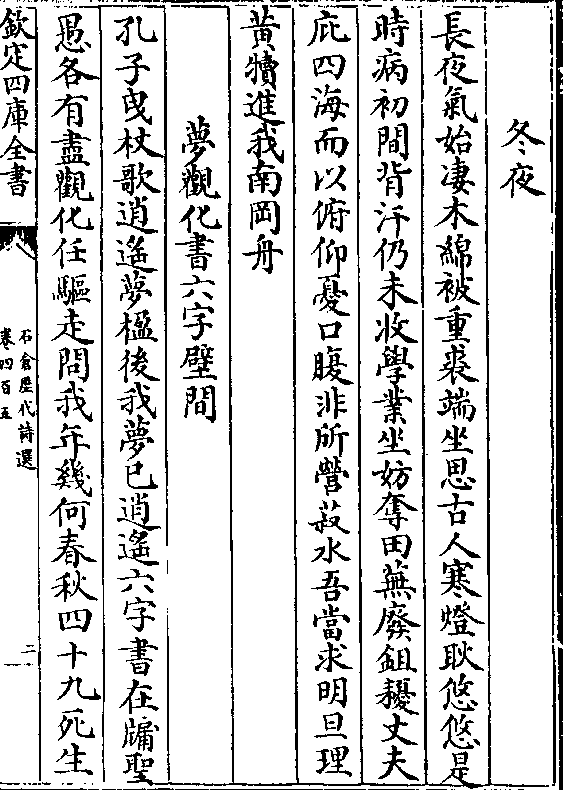 冬夜
長夜氣始凄木綿被重裘端坐思古人寒燈耿悠悠是
時病初間背汗仍未收學業坐妨奪田蕪廢鉏耰丈夫
庇四海而以俯仰憂口腹非所營菽水吾當求明旦理
黄犢進我南岡舟
夢觀化書六字壁間
孔子曳杖歌逍遙夢楹後我夢已逍遙六字書在牖聖
愚各有盡觀化任驅走問我年幾何春秋四十九死生
欽定四庫全書
石倉歴代詩選
卷四百五
二